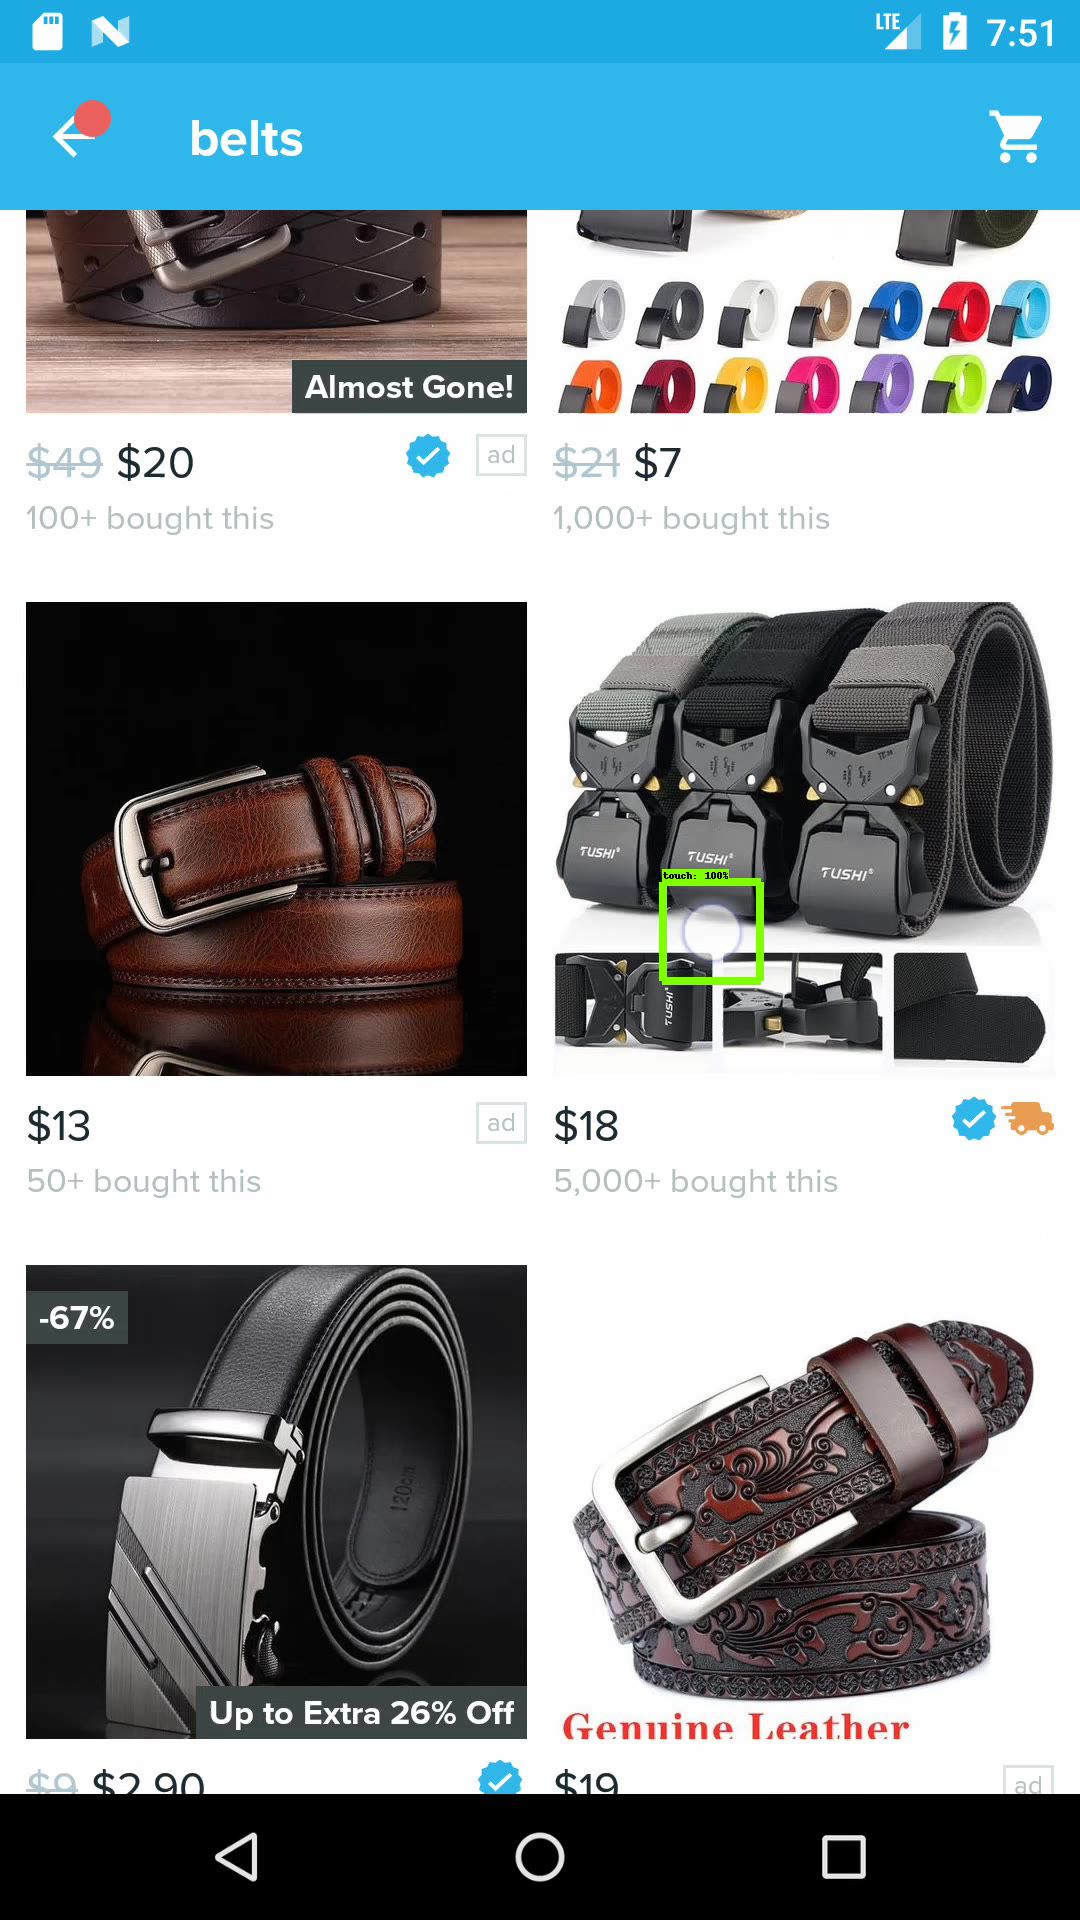 LTE 7:51
belts
Almost Gone!
$49 $20 ad
100+ bought this
$21 $7
1,000+ bought this
TUSHI®
TUSHI®
TUSHI®
touch: 100%
TUSHI
$13 ad
50+ bought this
$18
5,000+ bought this
-67%
120cm
Up to Extra 26% Off
Genuine Leather
$9 $2.90
$19 ad